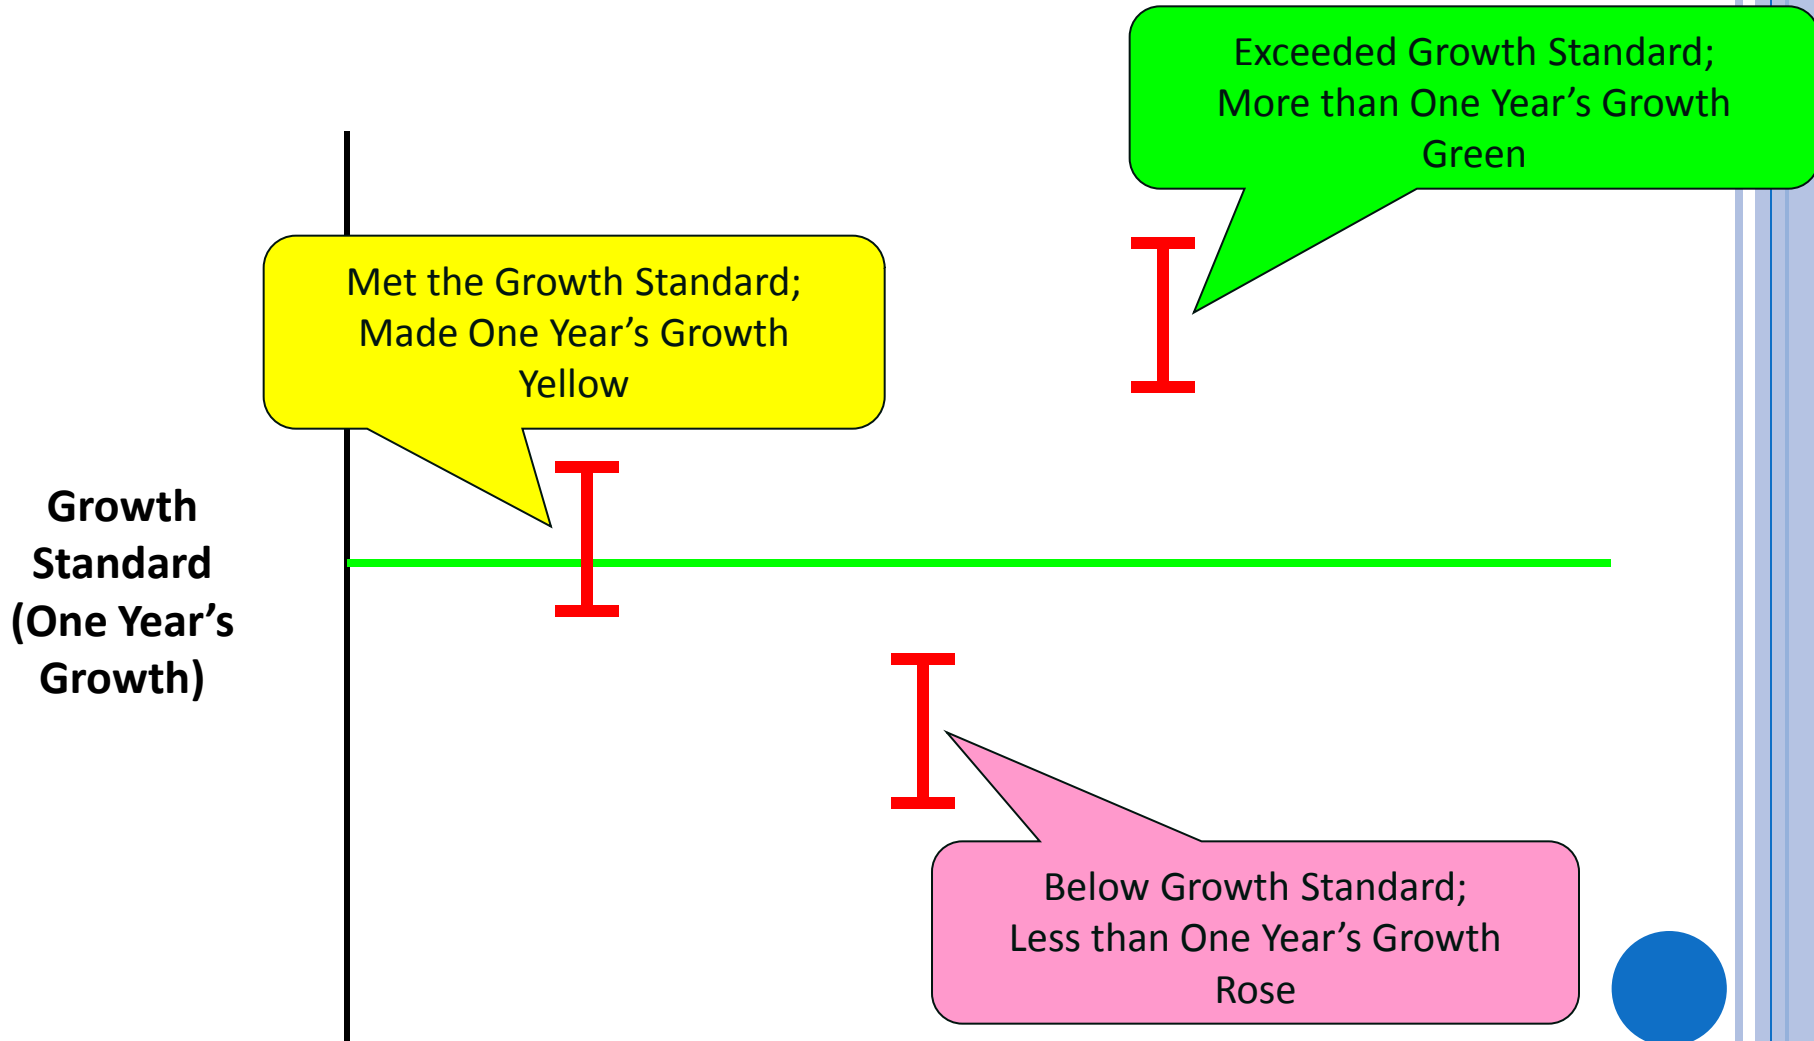 Exceeded Growth Standard;
More than One Year’s Growth
Green
Met the Growth Standard;
Made One Year’s Growth
Yellow
Growth
Standard
(One Year’s
Growth)
Below Growth Standard;
Less than One Year’s Growth
Rose